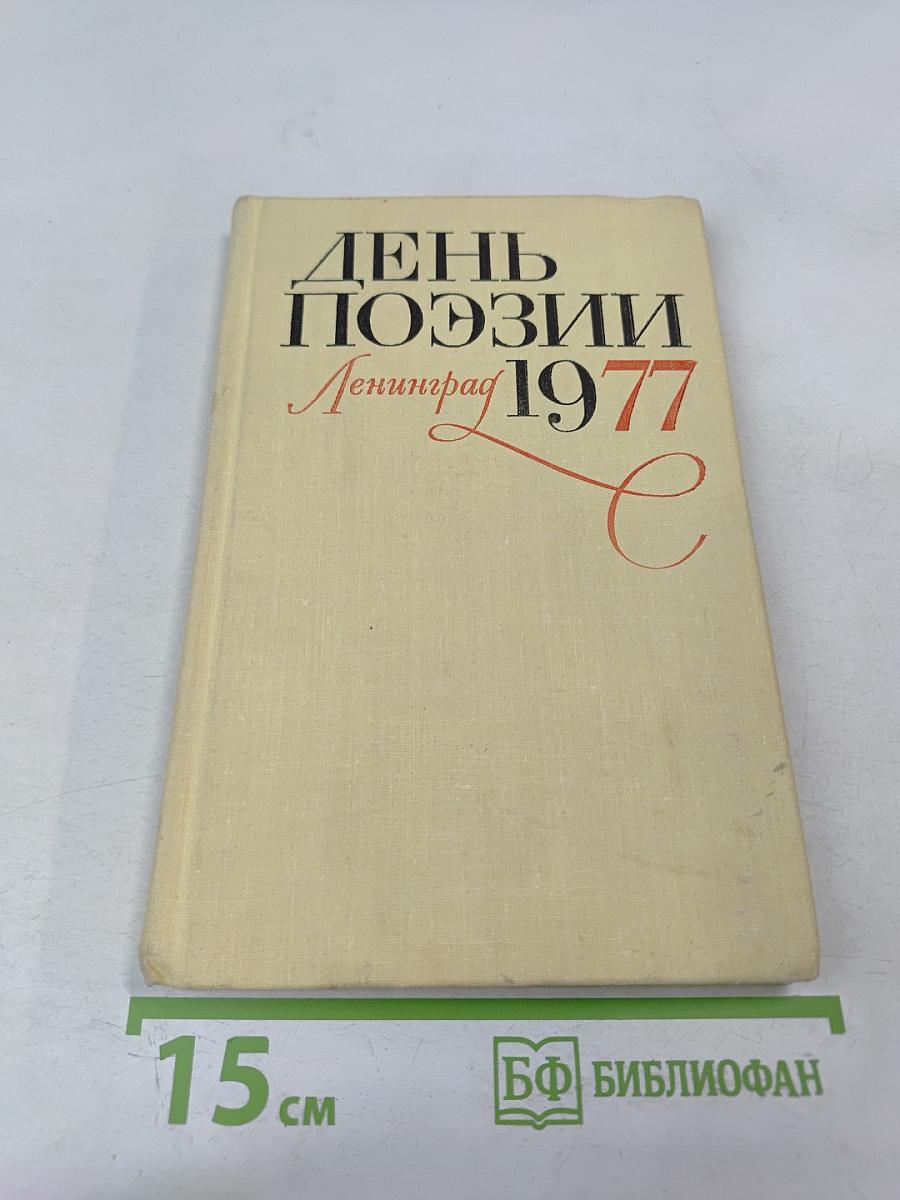 ДЕНЬ
ПОЭЗИИ
Ленинград 1977
15 см
БФ БИБЛИОФАН